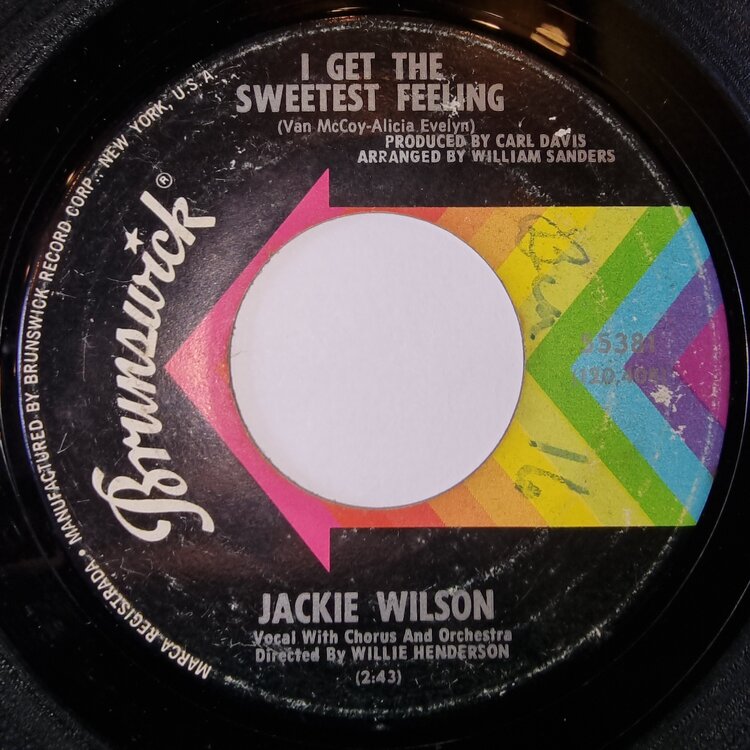 I GET THE
SWEETEST FEELING
(Van McCoy-Alicia Evelyn)
PRODUCED BY CARL DAVIS
ARRANGED BY WILLIAM SANDERS
Brunswick®
MARCA REGISTRADA • MANUFACTURED BY BRUNSWICK RECORD CORP., NEW YORK, U.S.A.
55381
16
JACKIE WILSON
Vocal With Chorus And Orchestra
Directed By WILLIE HENDERSON
(2:43)